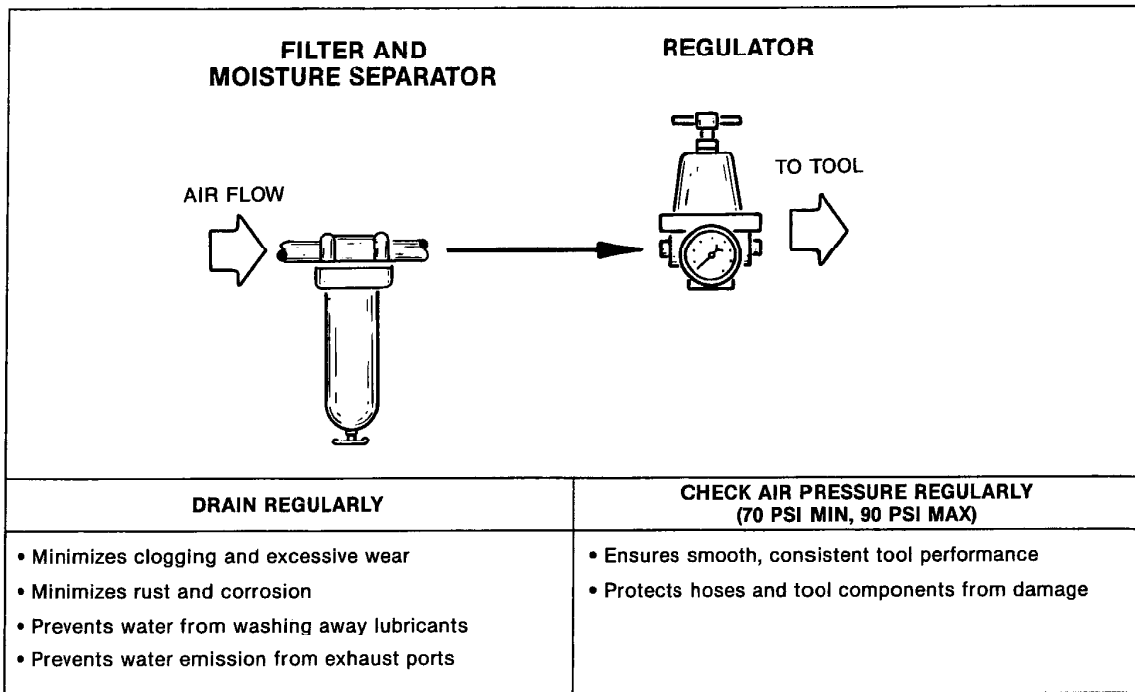 FILTER AND
MOISTURE SEPARATOR
REGULATOR
AIR FLOW
TO TOOL
DRAIN REGULARLY
• Minimizes clogging and excessive wear
• Minimizes rust and corrosion
• Prevents water from washing away lubricants
• Prevents water emission from exhaust ports
CHECK AIR PRESSURE REGULARLY
(70 PSI MIN, 90 PSI MAX)
• Ensures smooth, consistent tool performance
• Protects hoses and tool components from damage